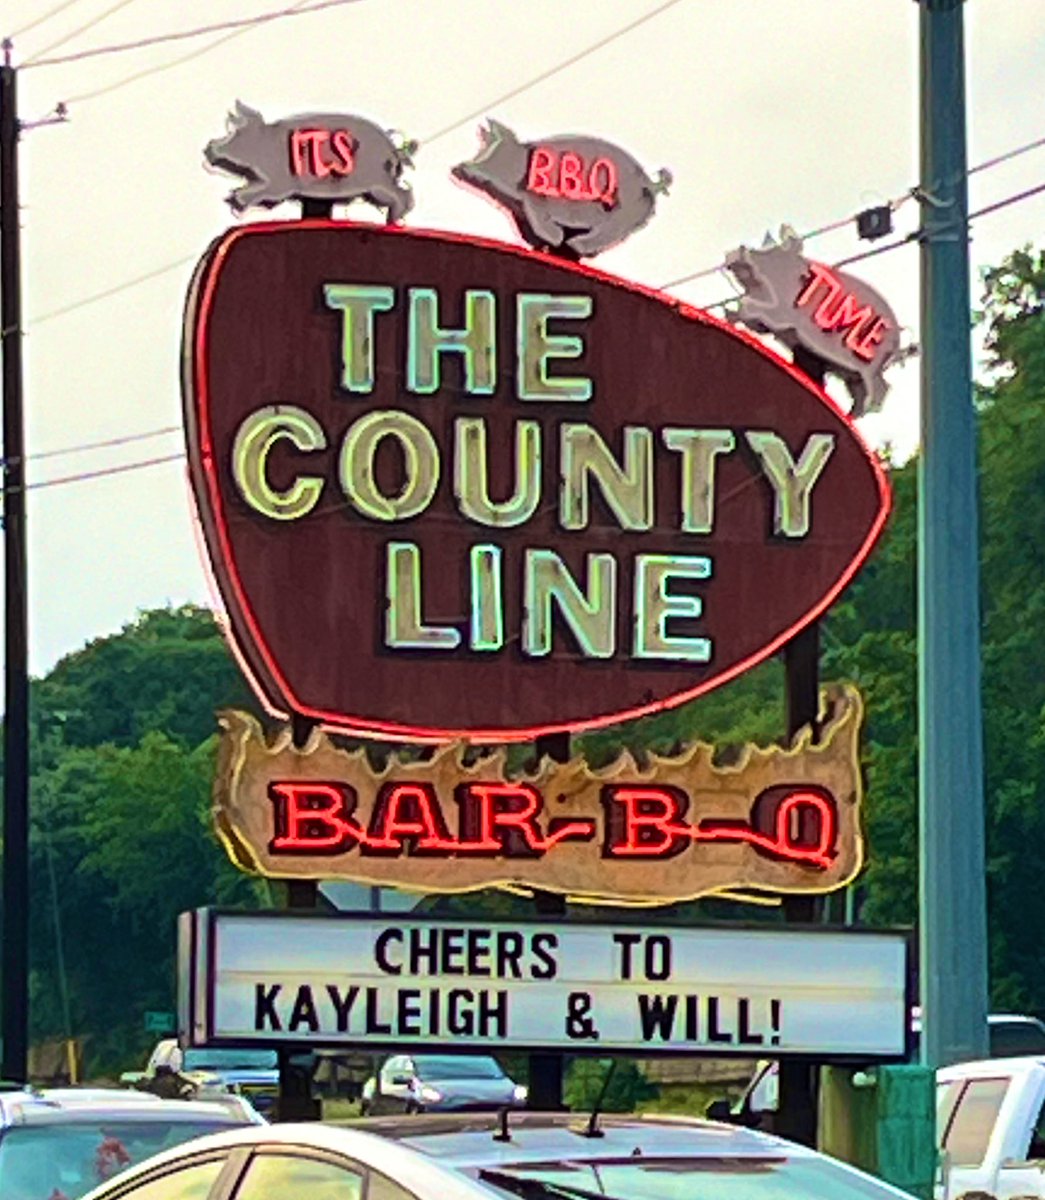 ITS
BBQ
TIME
THE
COUNTY
LINE
BAR-B-Q
CHEERS TO
KAYLEIGH & WILL!